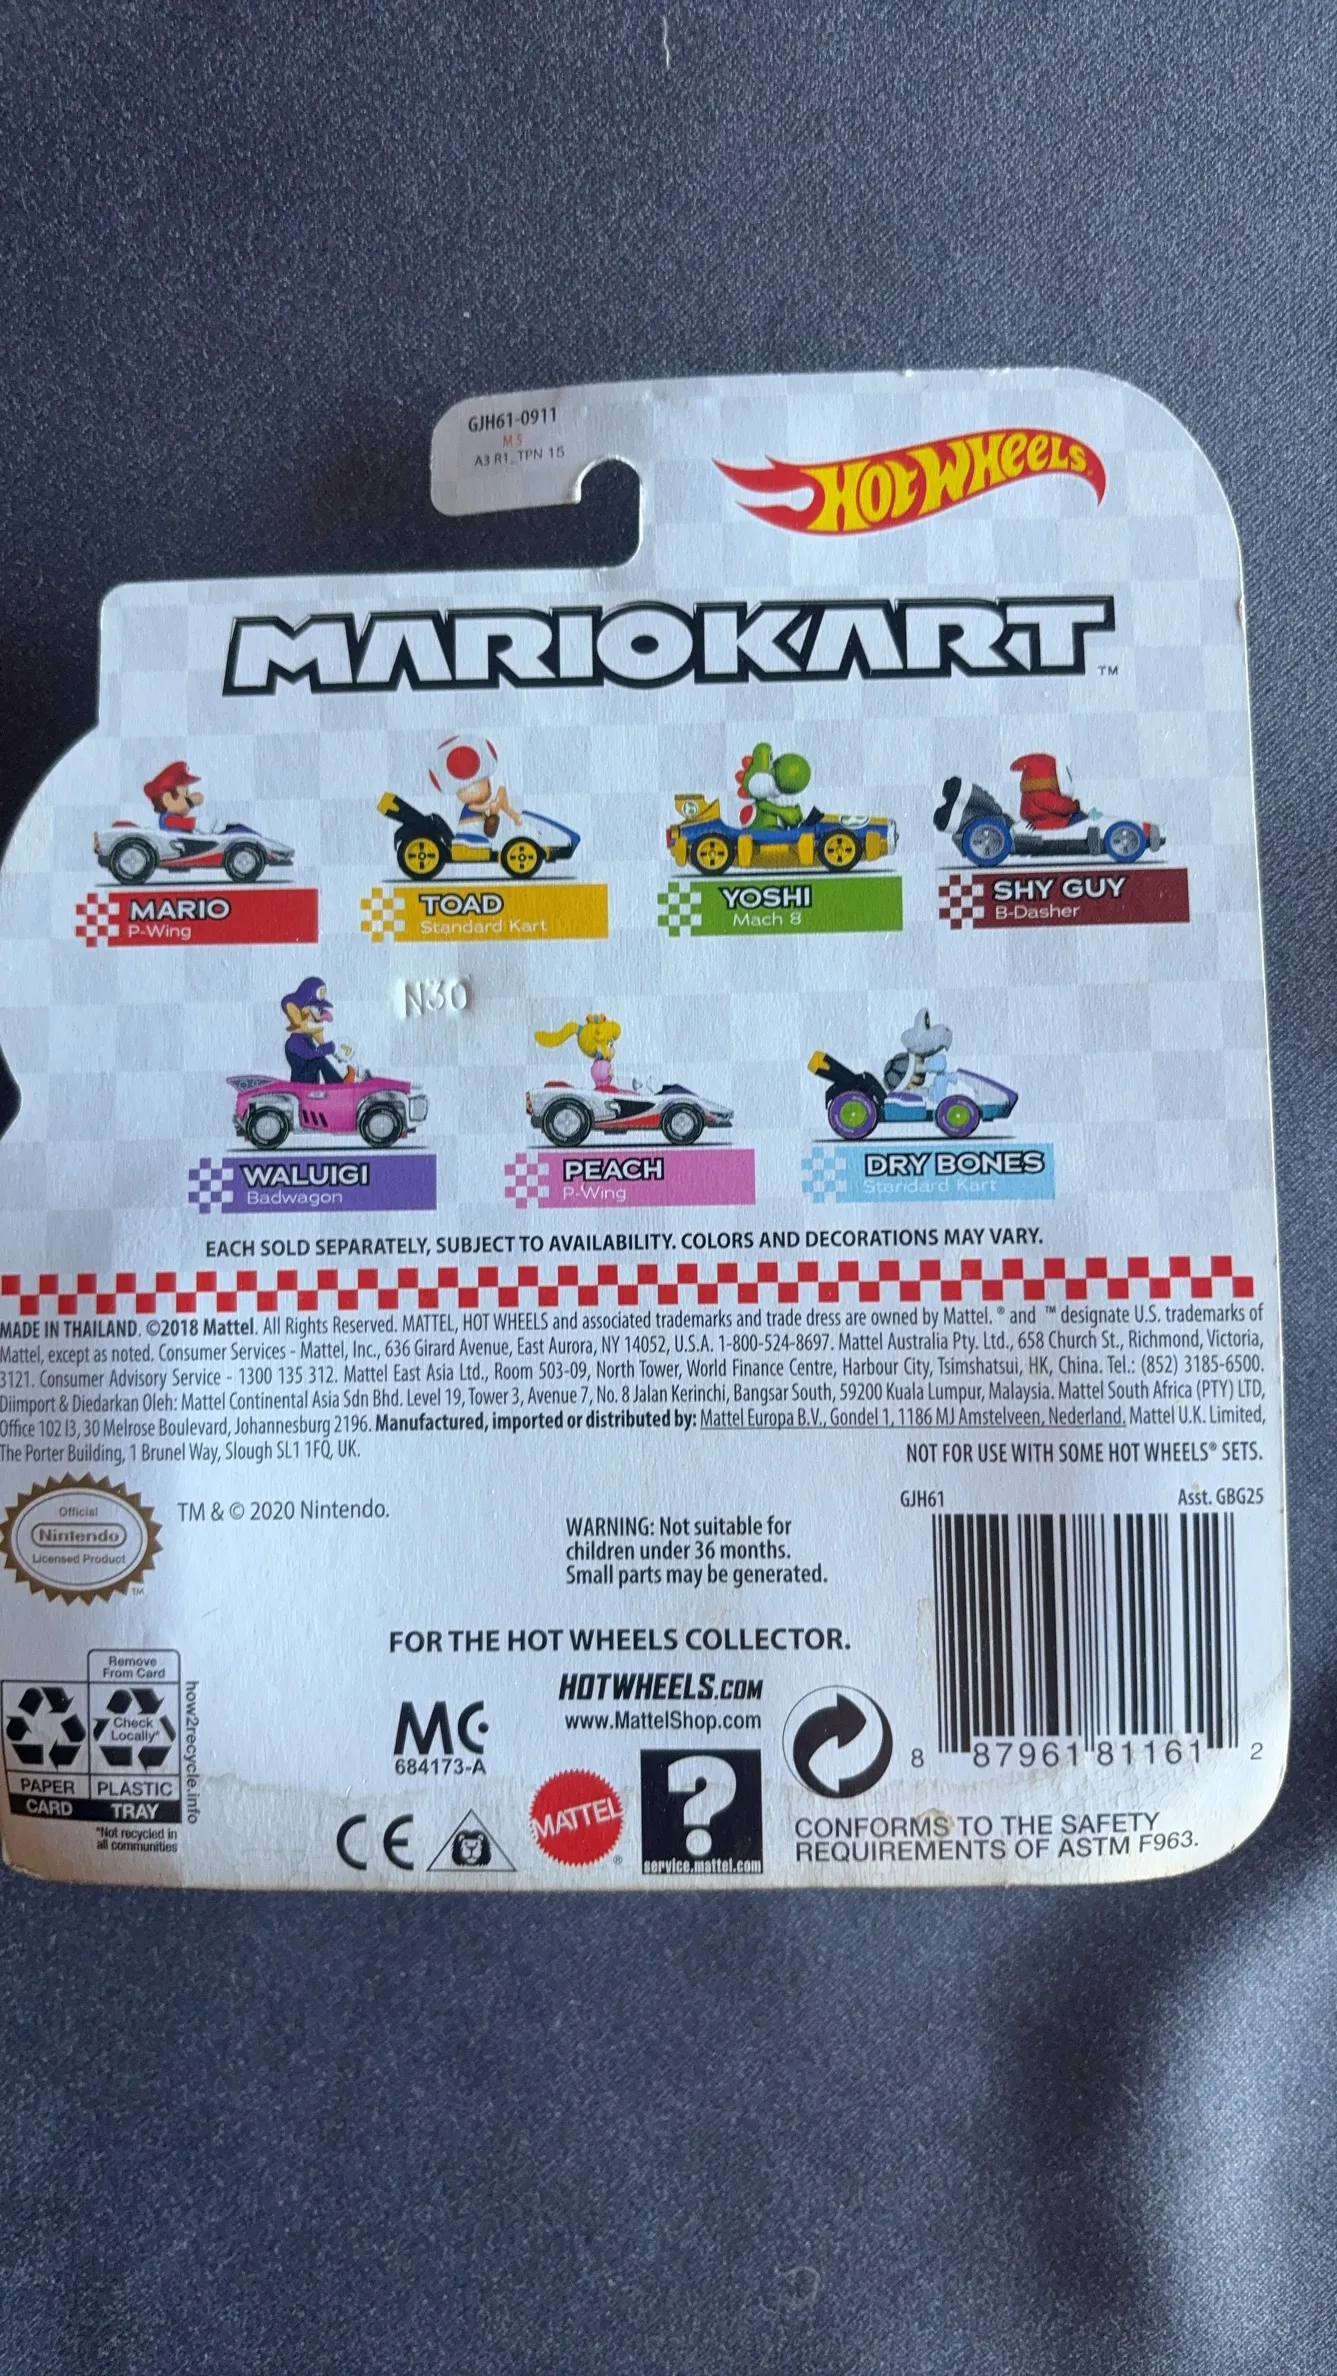 GJH61-0911
MS
A3 R1_TPN 15
HOT WHEELS
MARIOKART™
MARIO
P-Wing
TOAD
Standard Kart
YOSHI
Mach 8
SHY GUY
B-Dasher
N30
WALUIGI
Badwagon
PEACH
P-Wing
DRY BONES
Standard Kart
EACH SOLD SEPARATELY, SUBJECT TO AVAILABILITY. COLORS AND DECORATIONS MAY VARY.
MADE IN THAILAND. ©2018 Mattel. All Rights Reserved. MATTEL, HOT WHEELS and associated trademarks and trade dress are owned by Mattel. ® and ™ designate U.S. trademarks of
Mattel, except as noted. Consumer Services - Mattel, Inc., 636 Girard Avenue, East Aurora, NY 14052, U.S.A. 1-800-524-8697. Mattel Australia Pty. Ltd., 658 Church St., Richmond, Victoria,
3121. Consumer Advisory Service - 1300 135 312. Mattel East Asia Ltd., Room 503-09, North Tower, World Finance Centre, Harbour City, Tsimshatsui, HK, China. Tel.: (852) 3185-6500.
Diimport & Diedarkan Oleh: Mattel Continental Asia Sdn Bhd. Level 19, Tower 3, Avenue 7, No. 8 Jalan Kerinchi, Bangsar South, 59200 Kuala Lumpur, Malaysia. Mattel South Africa (PTY) LTD,
Office 102 I3, 30 Melrose Boulevard, Johannesburg 2196. Manufactured, imported or distributed by: Mattel Europa B.V., Gondel 1, 1186 MJ Amstelveen, Nederland. Mattel U.K. Limited,
The Porter Building, 1 Brunel Way, Slough SL1 1FQ, UK.
NOT FOR USE WITH SOME HOT WHEELS® SETS.
Official
Nintendo
Licensed Product
TM
TM & © 2020 Nintendo.
WARNING: Not suitable for
children under 36 months.
Small parts may be generated.
GJH61
Asst. GBG25
8 87961 81161 2
FOR THE HOT WHEELS COLLECTOR.
HOTWHEELS.COM
www.MattelShop.com
Remove
From Card
Check
Locally*
PAPER
CARD
PLASTIC
TRAY
*Not recycled in
all communities
how2recycle.info
MC
684173-A
CE
MATTEL®
?
service.mattel.com
CONFORMS TO THE SAFETY
REQUIREMENTS OF ASTM F963.